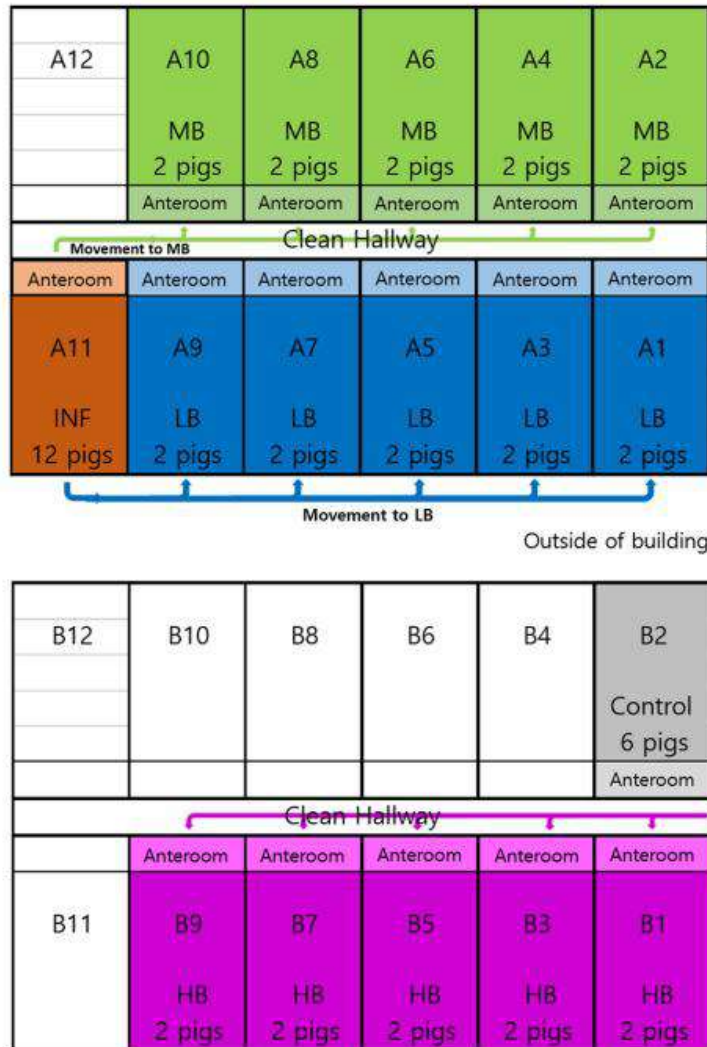 A12 A10 A8 A6 A4 A2
MB MB MB MB MB
2 pigs 2 pigs 2 pigs 2 pigs 2 pigs
Anteroom Anteroom Anteroom Anteroom Anteroom
Clean Hallway
Movement to MB
Anteroom Anteroom Anteroom Anteroom Anteroom Anteroom
A11 A9 A7 A5 A3 A1
INF LB LB LB LB LB
12 pigs 2 pigs 2 pigs 2 pigs 2 pigs 2 pigs
Movement to LB
Outside of building
B12 B10 B8 B6 B4 B2
Control
6 pigs
Anteroom
Clean Hallway
Anteroom Anteroom Anteroom Anteroom Anteroom
B11 B9 B7 B5 B3 B1
HB HB HB HB HB
2 pigs 2 pigs 2 pigs 2 pigs 2 pigs